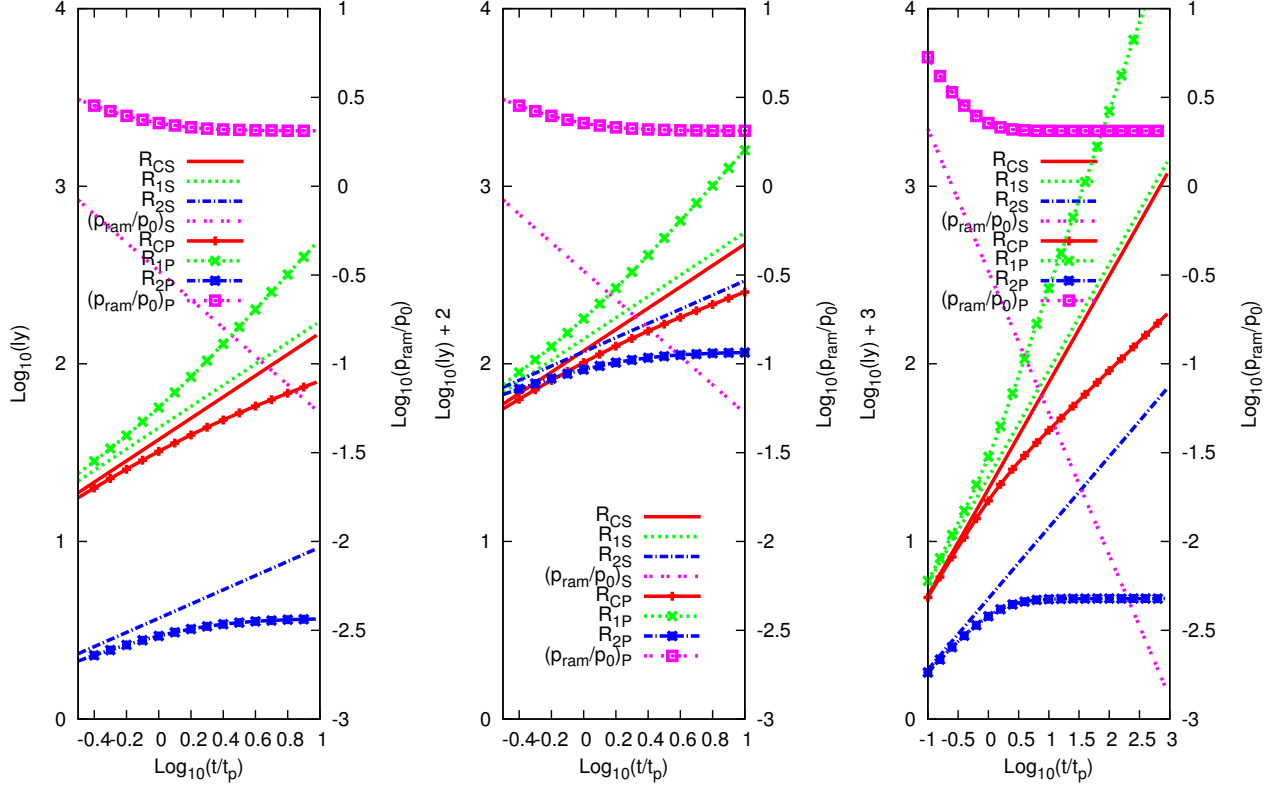 4
3
2
1
0
Log10(ly)
-0.4 -0.2 0 0.2 0.4 0.6 0.8 1
Log10(t/tp)
1
0.5
0
-0.5
-1
-1.5
-2
-2.5
-3
Log10(pram/p0)
RCS
R1S
R2S
(pram/p0)S
RCP
R1P
R2P
(pram/p0)P
4
3
2
1
0
Log10(ly) + 2
-0.4 -0.2 0 0.2 0.4 0.6 0.8 1
Log10(t/tp)
1
0.5
0
-0.5
-1
-1.5
-2
-2.5
-3
Log10(pram/p0)
RCS
R1S
R2S
(pram/p0)S
RCP
R1P
R2P
(pram/p0)P
4
3
2
1
0
Log10(ly) + 3
-1 -0.5 0 0.5 1 1.5 2 2.5 3
Log10(t/tp)
1
0.5
0
-0.5
-1
-1.5
-2
-2.5
-3
Log10(pram/p0)
RCS
R1S
R2S
(pram/p0)S
RCP
R1P
R2P
(pram/p0)P